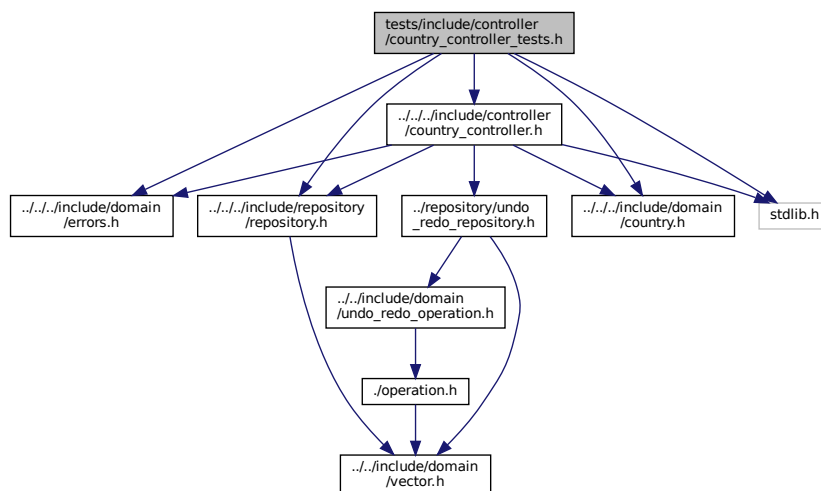 tests/include/controller
/country_controller_tests.h
../../../include/controller
/country_controller.h
../../../include/domain
/errors.h
../../../include/repository
/repository.h
../repository/undo
_redo_repository.h
../../../include/domain
/country.h
stdlib.h
../../include/domain
/undo_redo_operation.h
./operation.h
../../include/domain
/vector.h